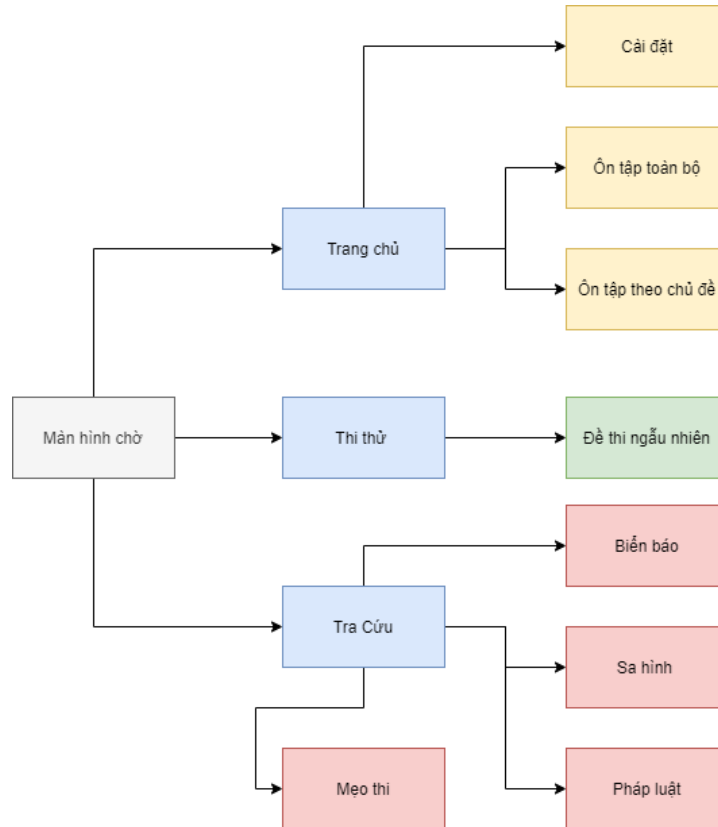 Cài đặt
Ôn tập toàn bộ
Trang chủ
Ôn tập theo chủ đề
Màn hình chờ
Thi thử
Đề thi ngẫu nhiên
Biển báo
Tra Cứu
Sa hình
Mẹo thi
Pháp luật